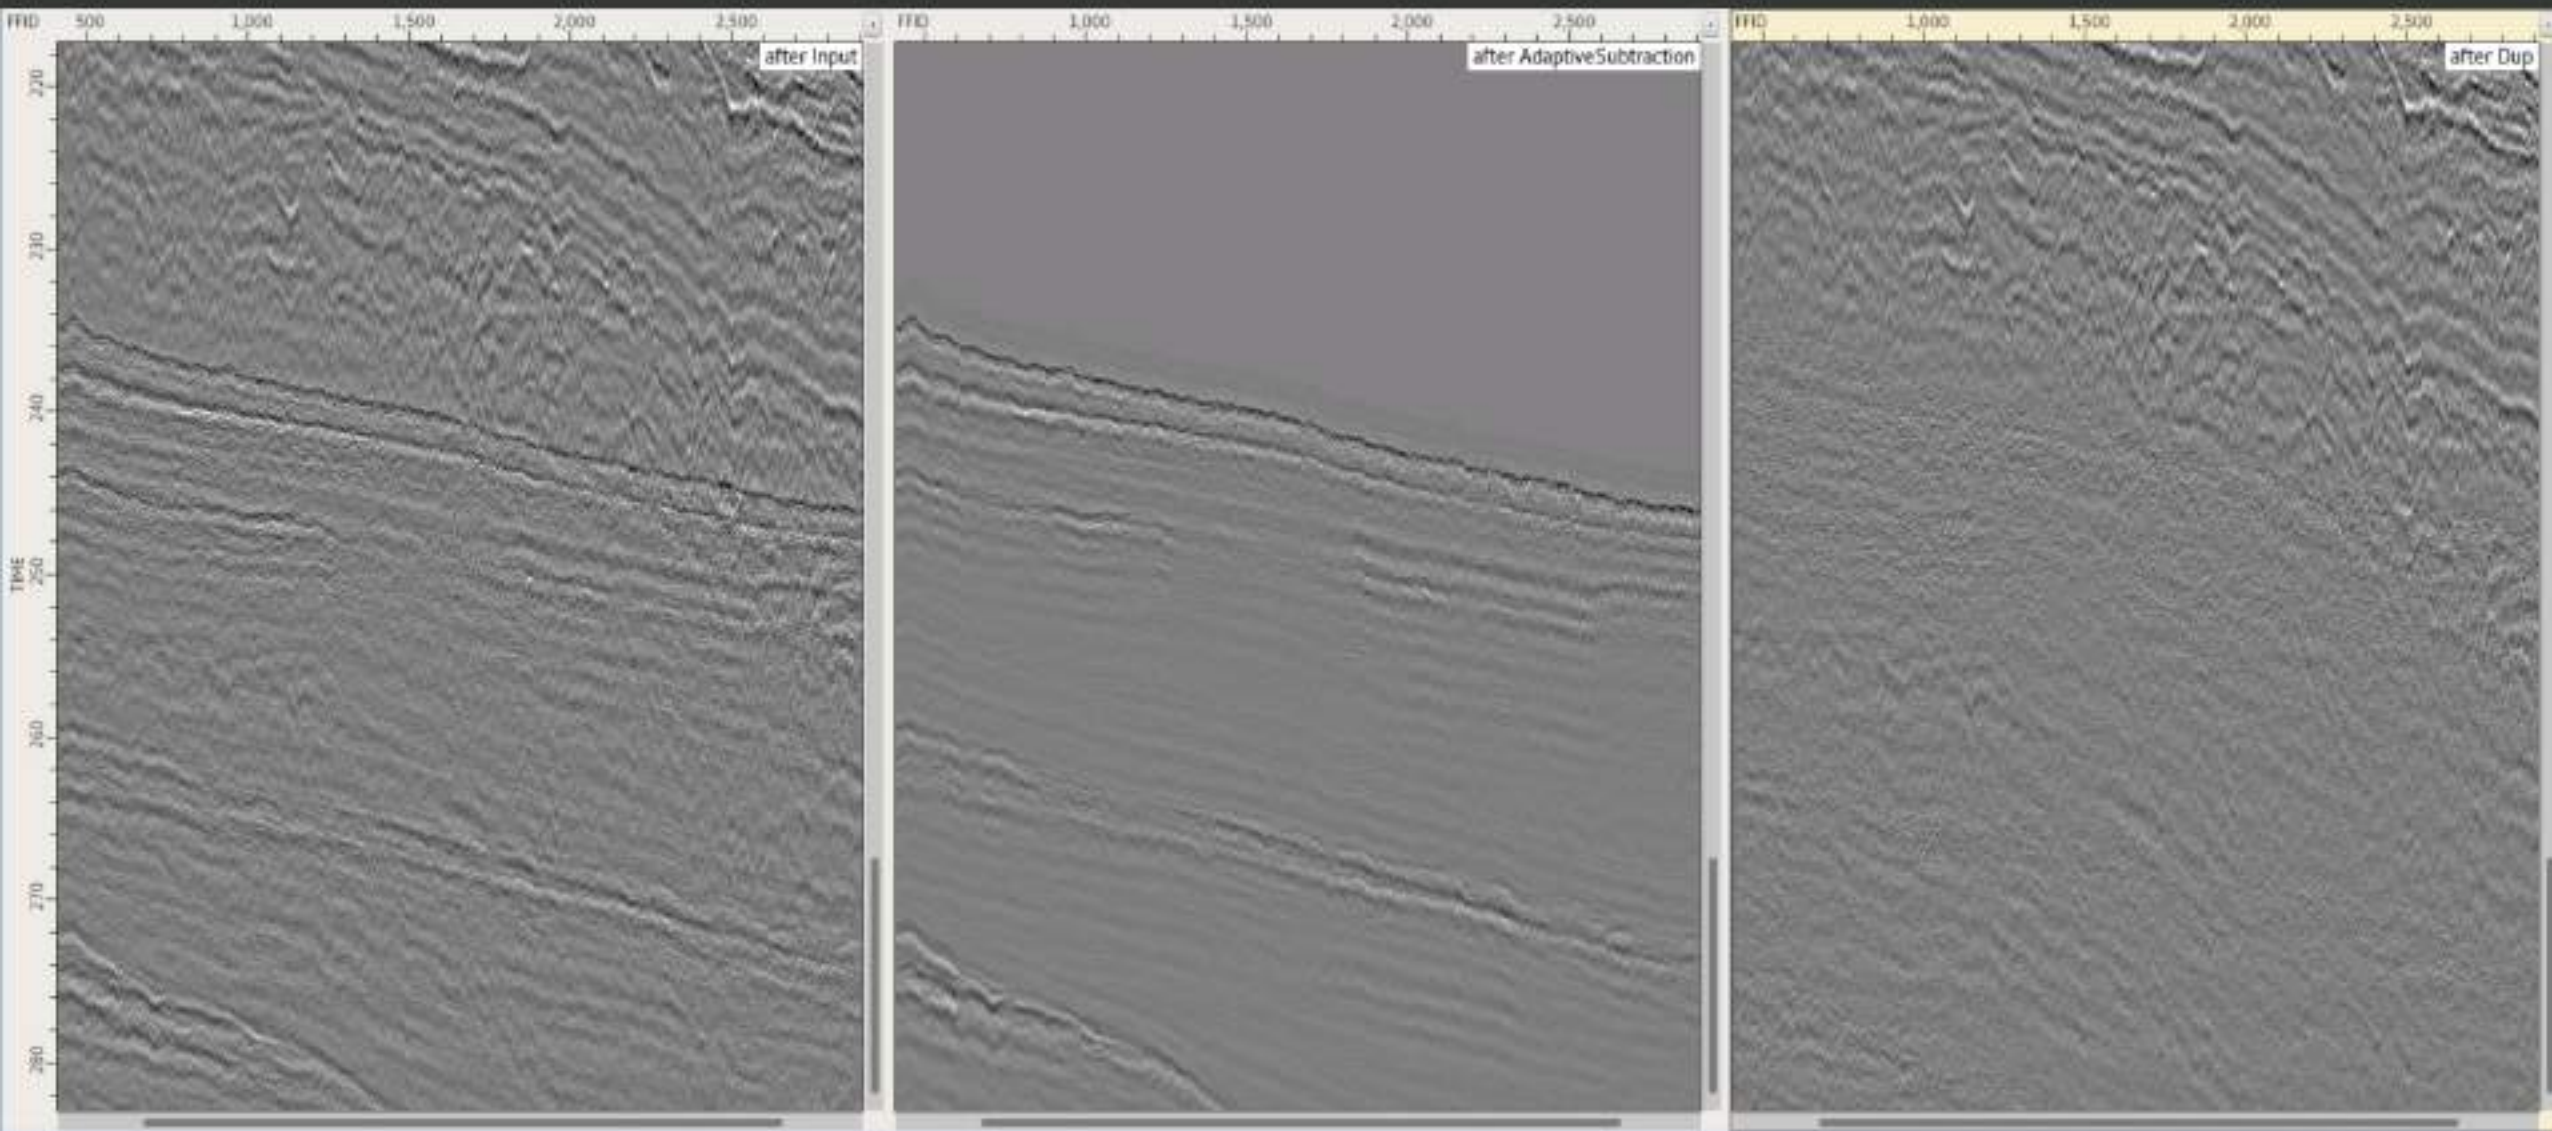 FFID 500 1,000 1,500 2,000 2,500
FFID 1,000 1,500 2,000 2,500
FFID 1,000 1,500 2,000 2,500
after Input
after AdaptiveSubtraction
after Dup
TIME
220
230
240
250
260
270
280